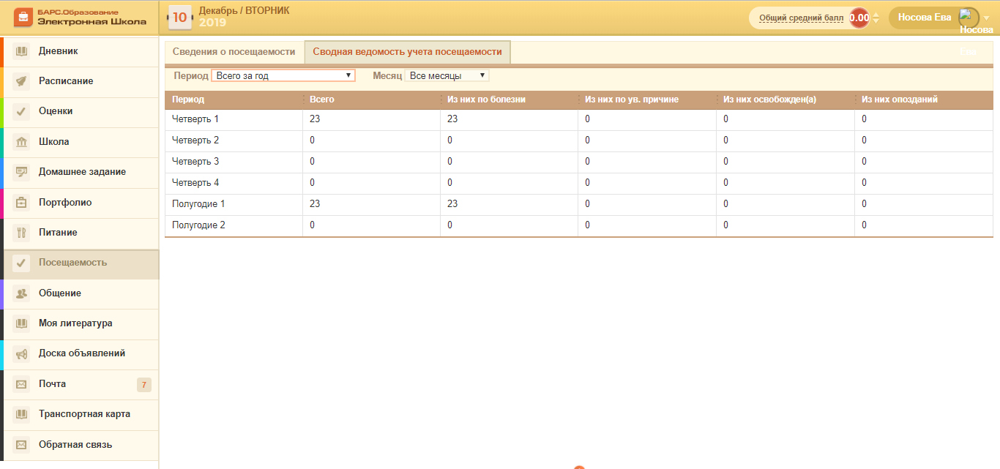 БАРС.Образование
Электронная Школа
10
Декабрь / ВТОРНИК
2019
Общий средний балл 0.00
Носова Ева
Носова
Ева
Дневник
Расписание
Оценки
Школа
Домашнее задание
Портфолио
Питание
Посещаемость
Общение
Моя литература
Доска объявлений
Почта 7
Транспортная карта
Обратная связь
Сведения о посещаемости Сводная ведомость учета посещаемости
Период Всего за год Месяц Все месяцы
Период Всего Из них по болезни Из них по ув. причине Из них освобожден(а) Из них опозданий
Четверть 1 23 23 0 0 0
Четверть 2 0 0 0 0 0
Четверть 3 0 0 0 0 0
Четверть 4 0 0 0 0 0
Полугодие 1 23 23 0 0 0
Полугодие 2 0 0 0 0 0